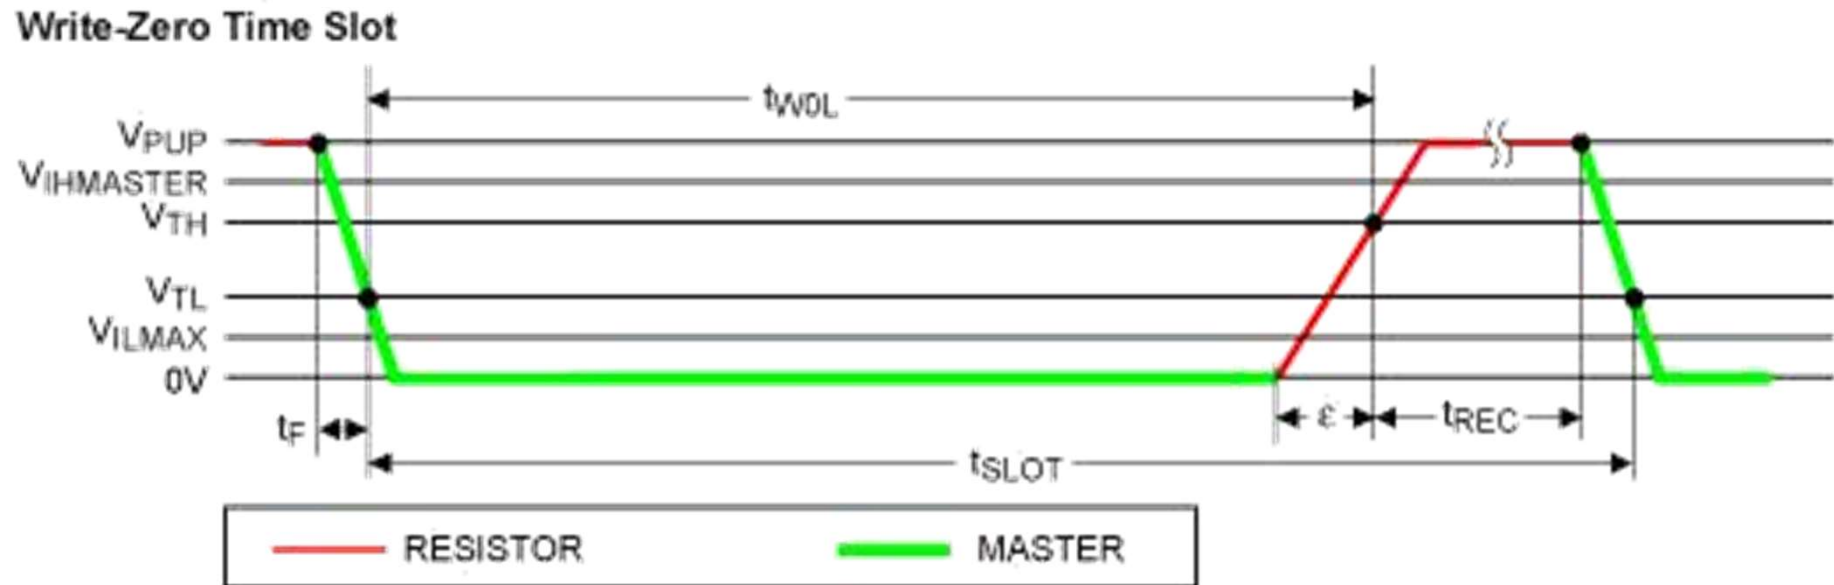 Write-Zero Time Slot
tW0L
VPUP
VIHMASTER
VTH
VTL
VILMAX
0V
tF
ε
tREC
tSLOT
RESISTOR MASTER